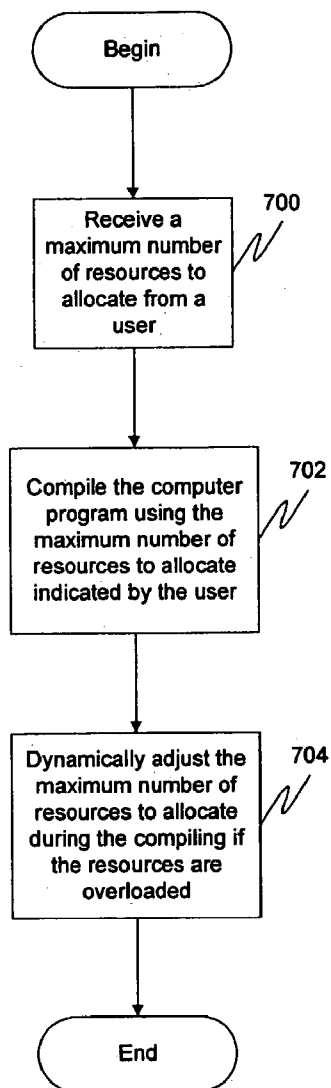 Begin
700
Receive a
maximum number
of resources to
allocate from a
user
702
Compile the computer
program using the
maximum number of
resources to allocate
indicated by the user
704
Dynamically adjust the
maximum number of
resources to allocate
during the compiling if
the resources are
overloaded
End